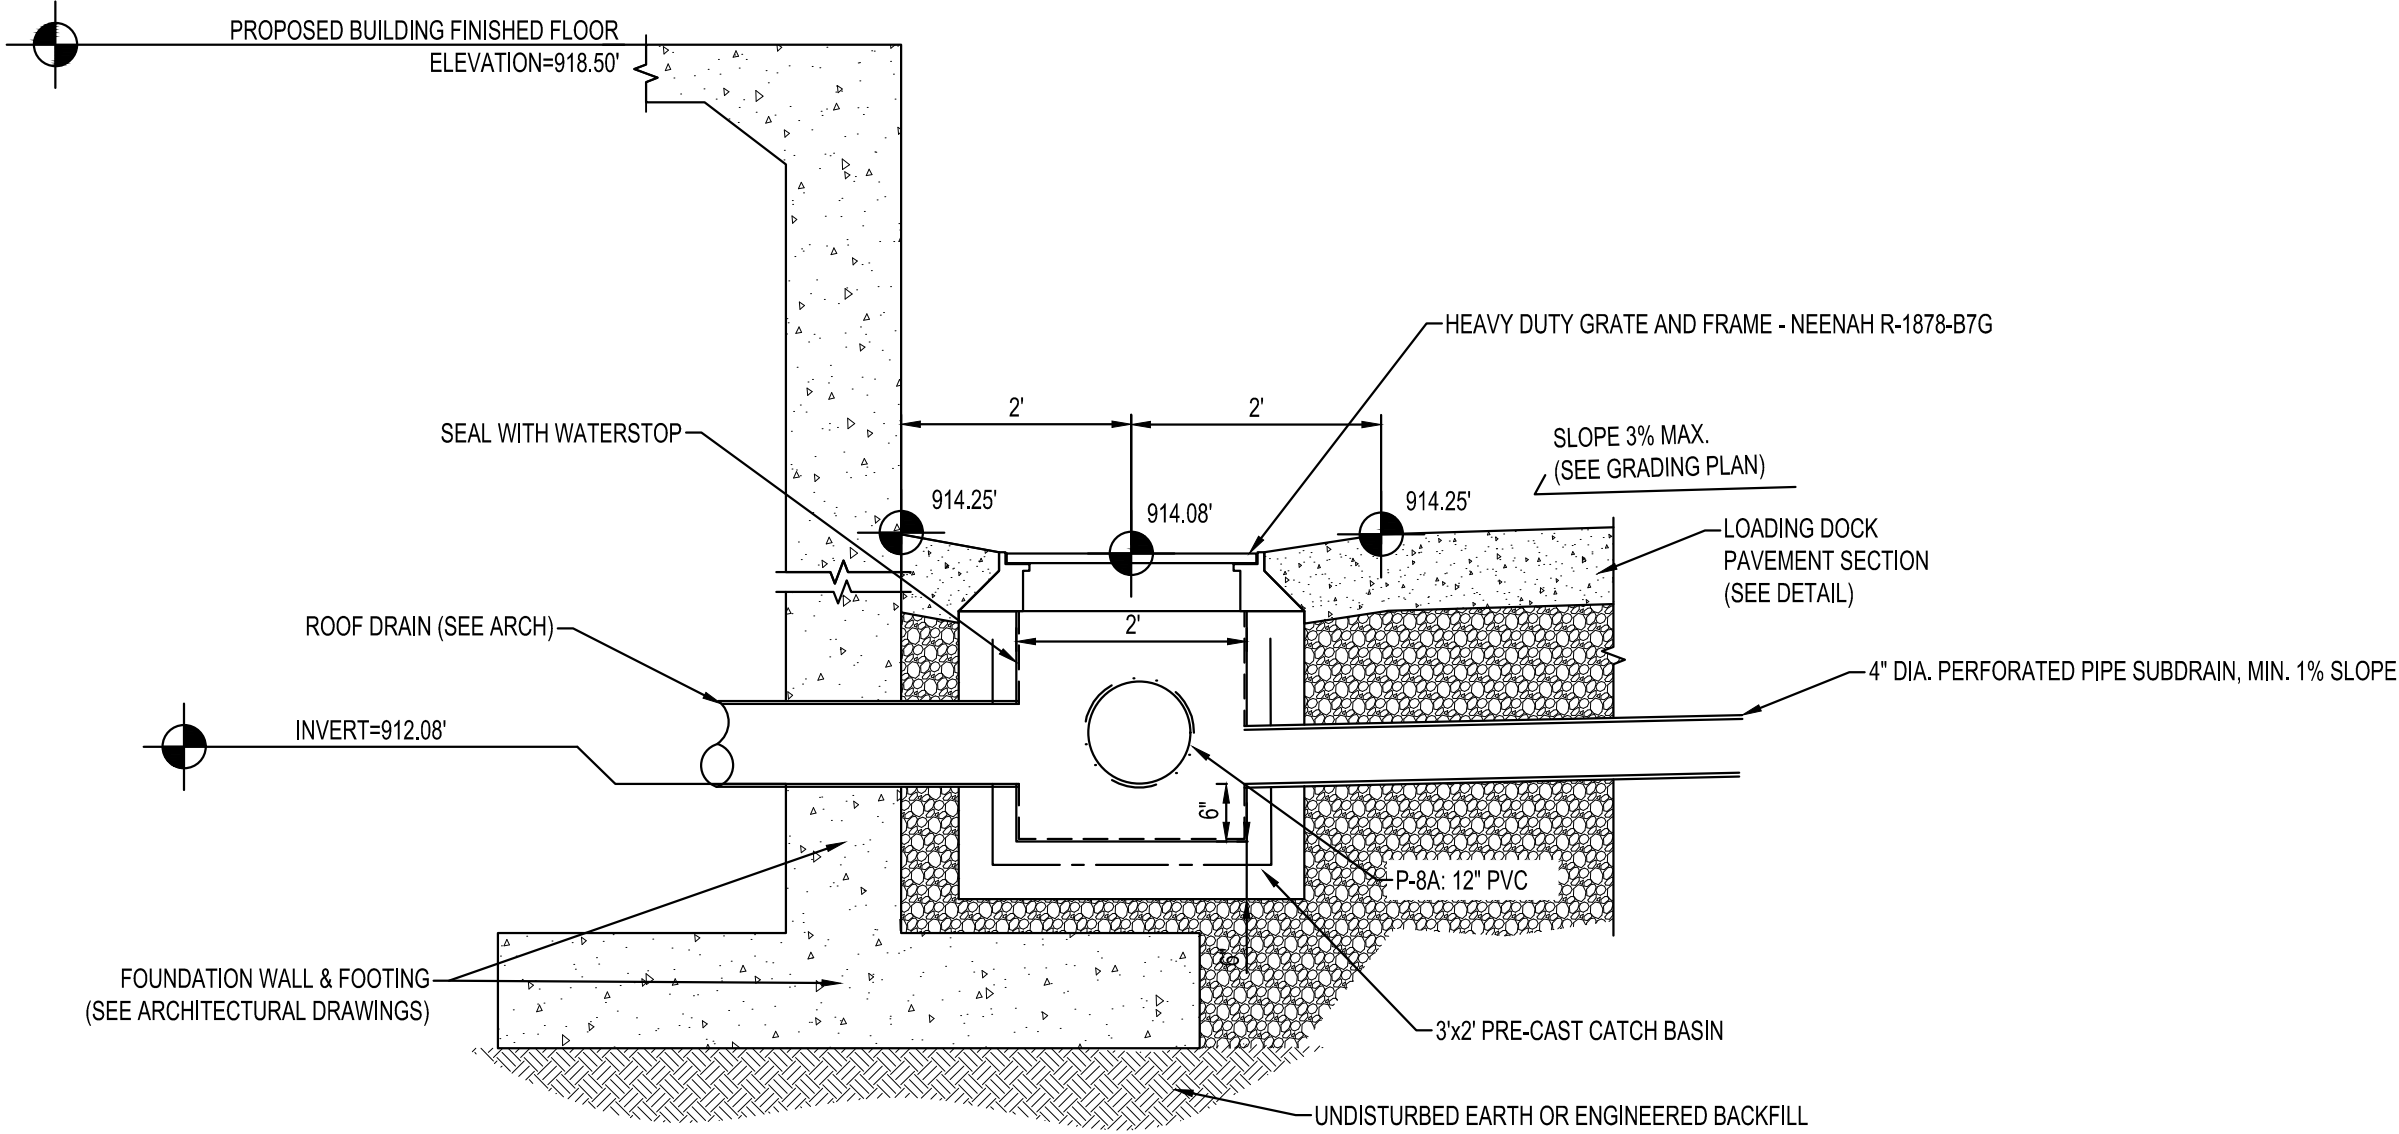 PROPOSED BUILDING FINISHED FLOOR
ELEVATION=918.50'
HEAVY DUTY GRATE AND FRAME - NEENAH R-1878-B7G
2'
2'
SEAL WITH WATERSTOP
SLOPE 3% MAX.
(SEE GRADING PLAN)
914.25'
914.08'
914.25'
LOADING DOCK
PAVEMENT SECTION
(SEE DETAIL)
ROOF DRAIN (SEE ARCH)
2'
4" DIA. PERFORATED PIPE SUBDRAIN, MIN. 1% SLOPE
INVERT=912.08'
6"
P-8A: 12" PVC
6"
FOUNDATION WALL & FOOTING
(SEE ARCHITECTURAL DRAWINGS)
3'x2' PRE-CAST CATCH BASIN
UNDISTURBED EARTH OR ENGINEERED BACKFILL